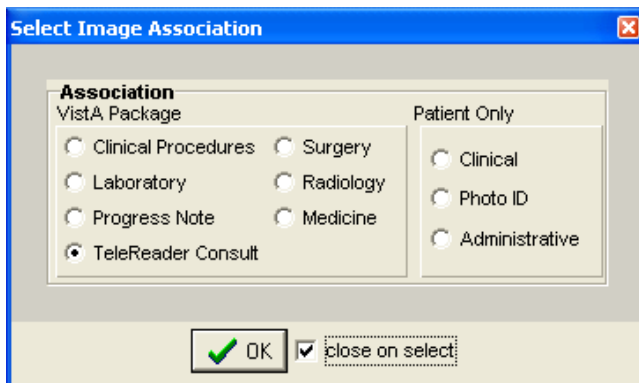 Select Image Association
Association
VistA Package
Patient Only
Clinical Procedures
Surgery
Laboratory
Radiology
Progress Note
Medicine
TeleReader Consult
Clinical
Photo ID
Administrative
OK
close on select